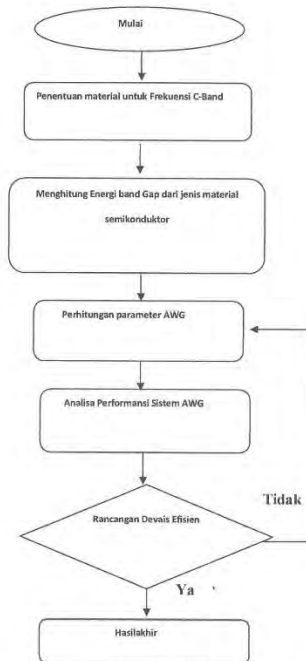 Mulai
Penentuan material untuk Frekuensi C-Band
Menghitung Energi band Gap dari jenis material
semikonduktor
Perhitungan parameter AWG
Analisa Performansi Sistem AWG
Rancangan Devais Efisien
Tidak
Ya
Hasilakhir